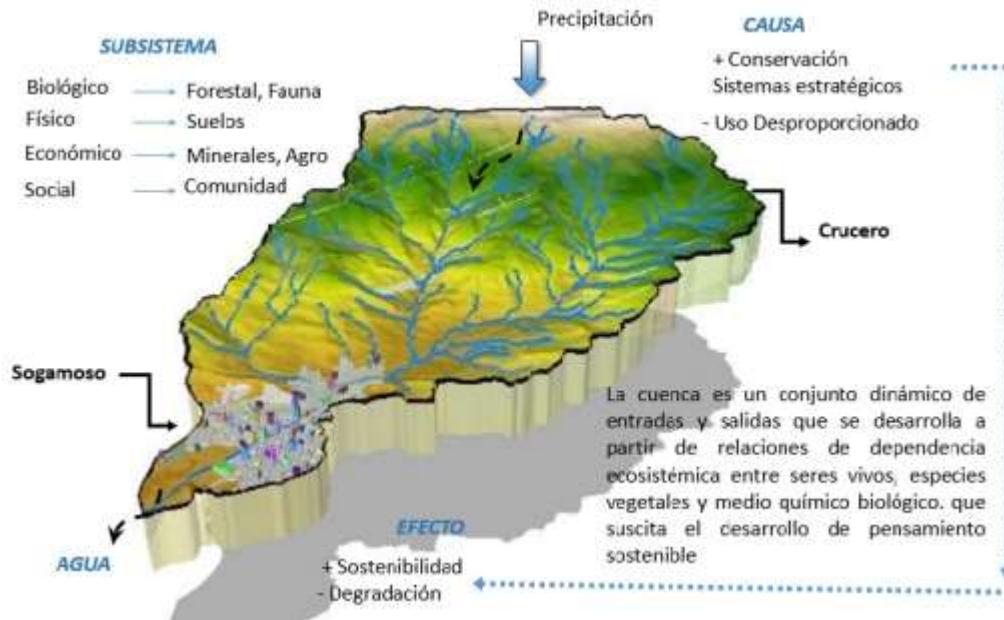 Precipitación
CAUSA
SUBSISTEMA
+ Conservación
Sistemas estratégicos
- Uso Desproporcionado
Biológico Forestal, Fauna
Físico Suelos
Económico Minerales, Agro
Social Comunidad
Crucero
Sogamoso
La cuenca es un conjunto dinámico de
entradas y salidas que se desarrolla a
partir de relaciones de dependencia
ecosistémica entre seres vivos, especies
vegetales y medio químico biológico. que
suscita el desarrollo de pensamiento
sostenible
EFECTO
+ Sostenibilidad
- Degradación
AGUA